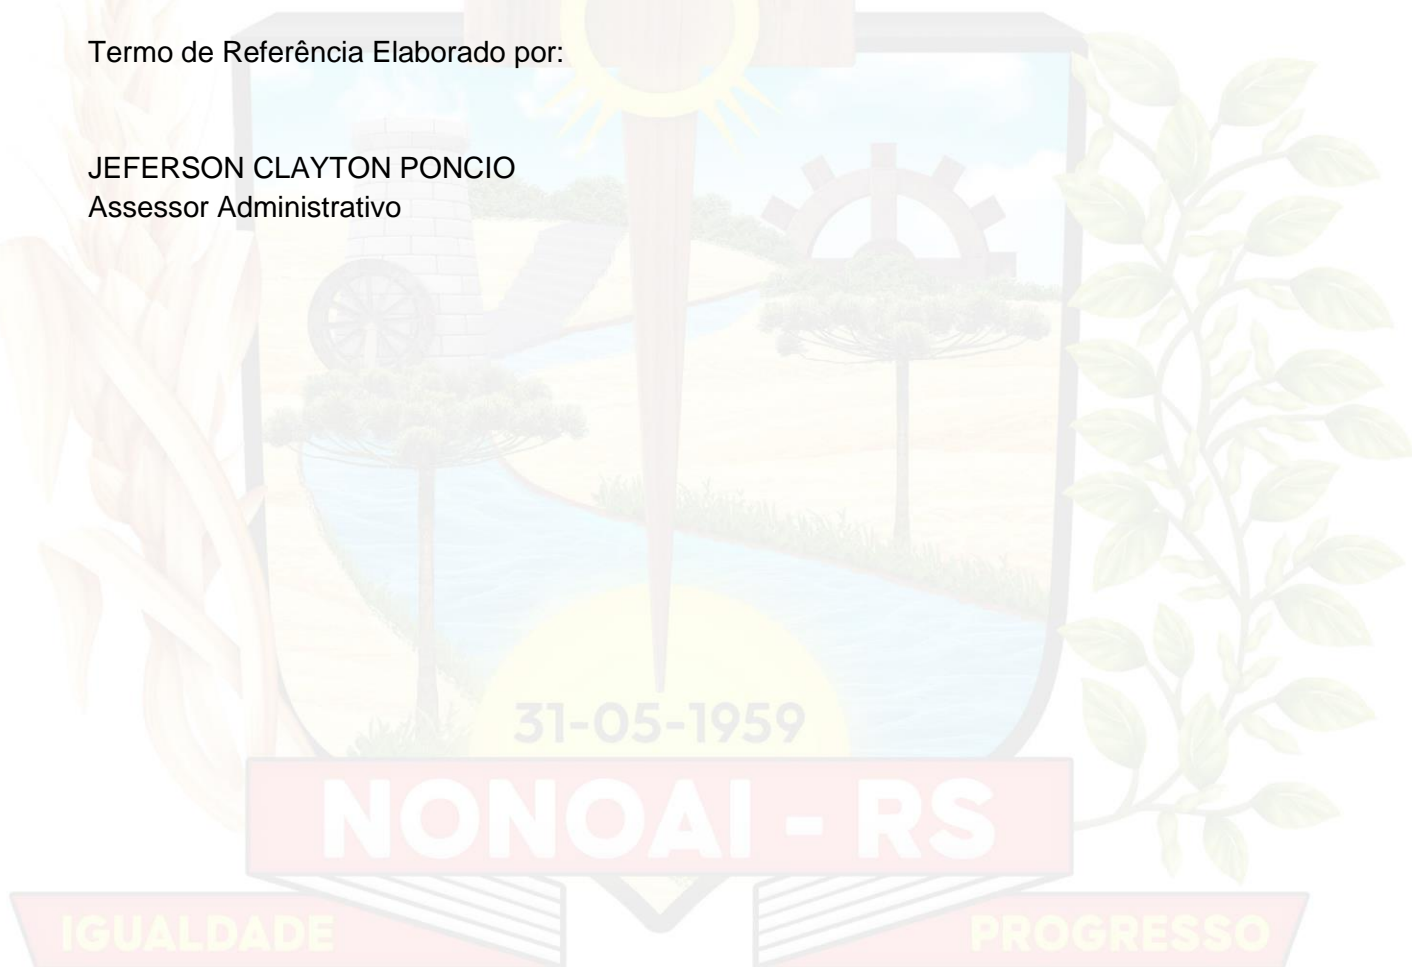 Termo de Referência Elaborado por:
JEFERSON CLAYTON PONCIO
Assessor Administrativo
31-05-1959
NONOAI - RS
IGUALDADE
PROGRESSO